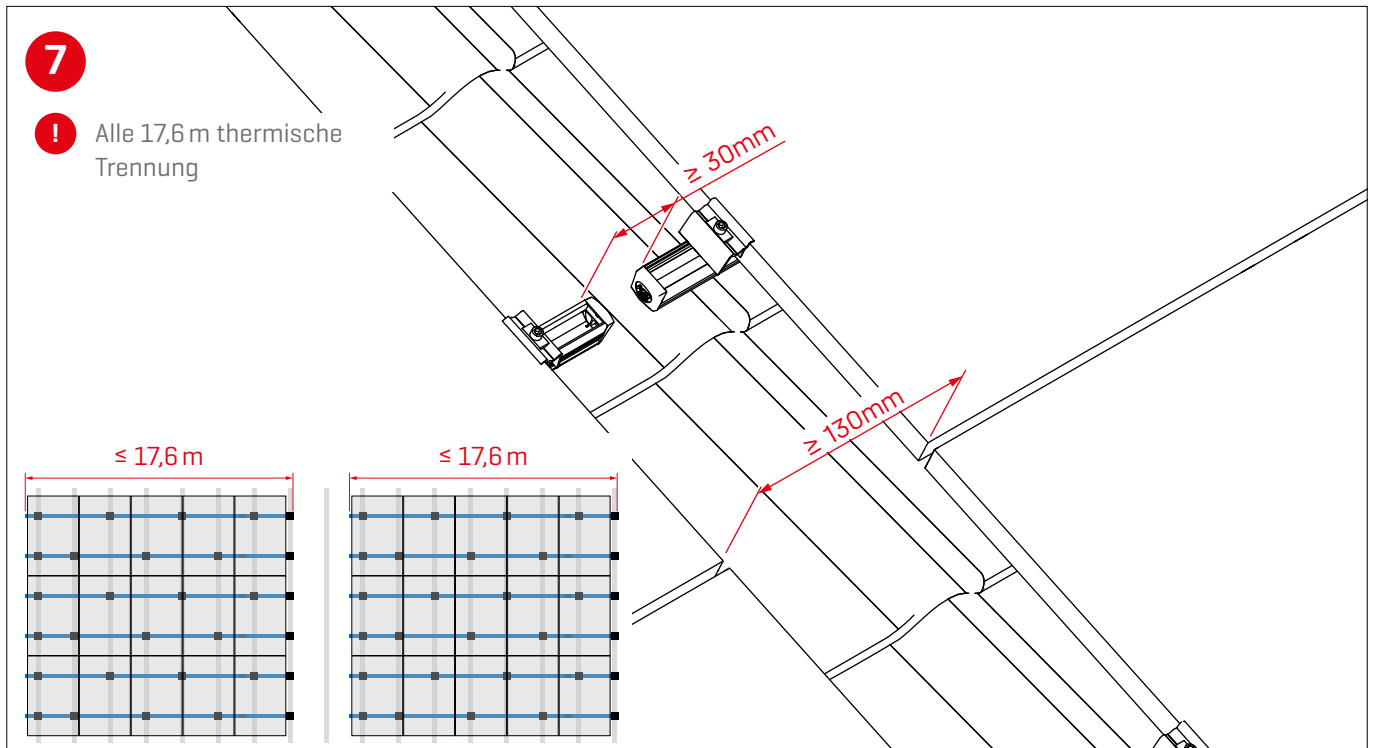 7
! Alle 17,6 m thermische
Trennung
≥ 30mm
≥ 130mm
≤ 17,6 m
≤ 17,6 m